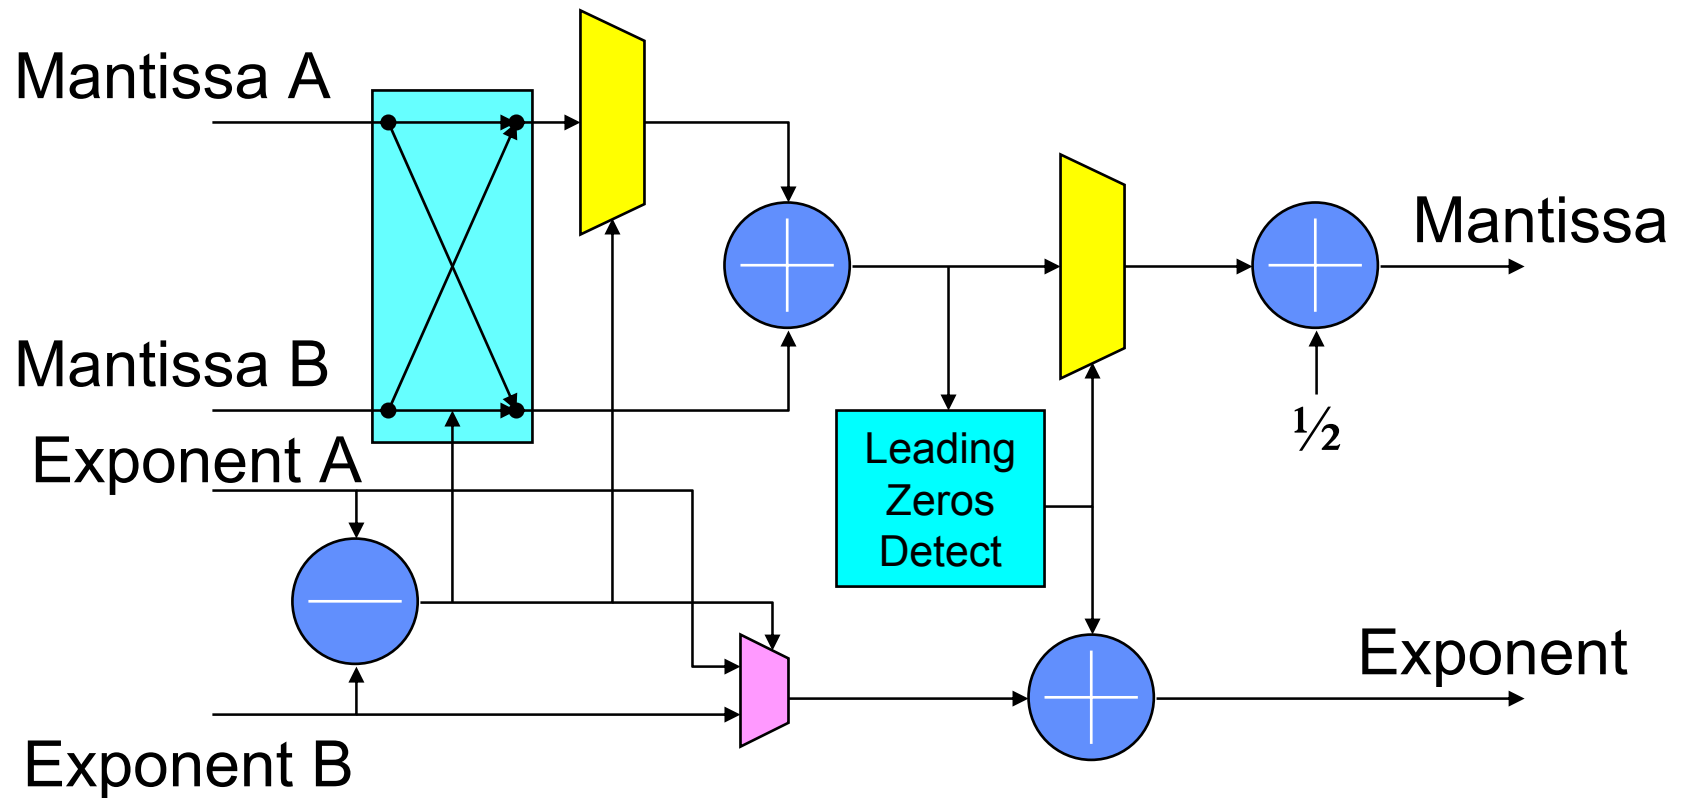 Mantissa A
Mantissa
Mantissa B
½
Exponent A
Leading
Zeros
Detect
Exponent
Exponent B